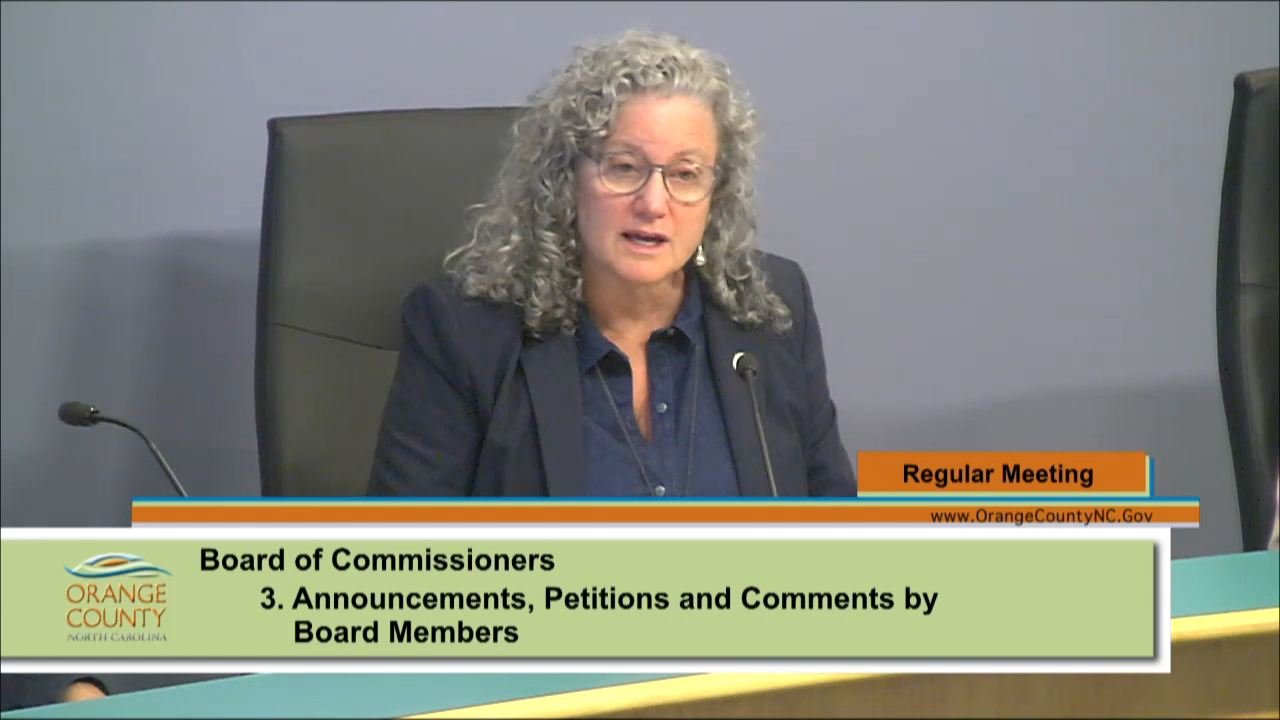 Regular Meeting
www.OrangeCountyNC.Gov
Board of Commissioners
3. Announcements, Petitions and Comments by
Board Members
ORANGE
COUNTY
NORTH CAROLINA